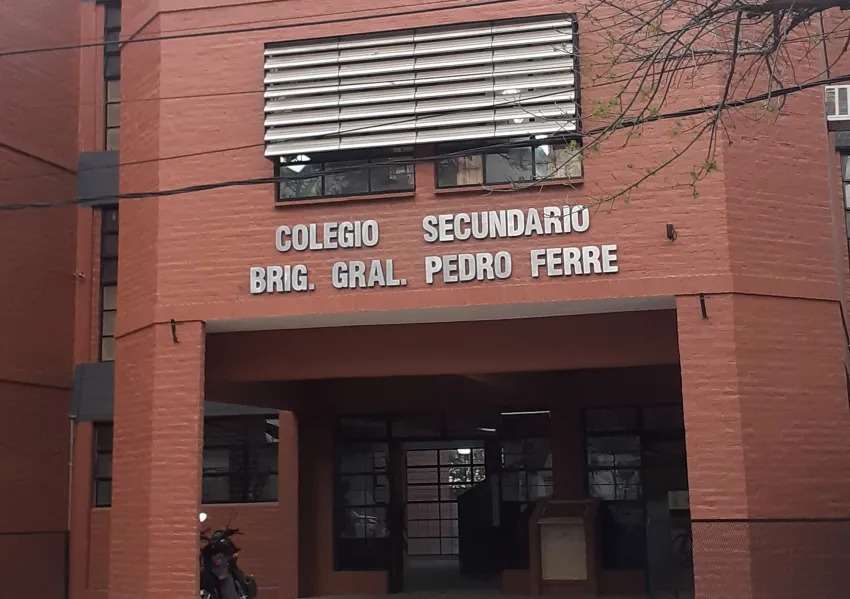 COLEGIO SECUNDARIO
BRIG. GRAL. PEDRO FERRE